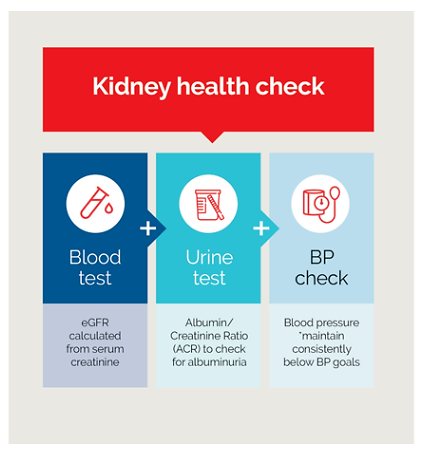 Kidney health check
+
+
Blood
test
Urine
test
BP
check
eGFR
calculated
from serum
creatinine
Albumin/
Creatinine Ratio
(ACR) to check
for albuminuria
Blood pressure
*maintain
consistently
below BP goals